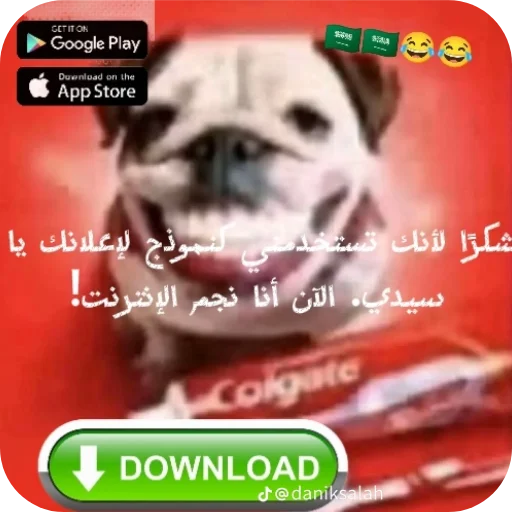 GET IT ON
Google Play
Download on the
App Store
شكرًا لأنك تستخدمني كنموذج لإعلانك يا
سيدي. الآن أنا نجم الإنترنت!
Colgate
DOWNLOAD
@daniksalah